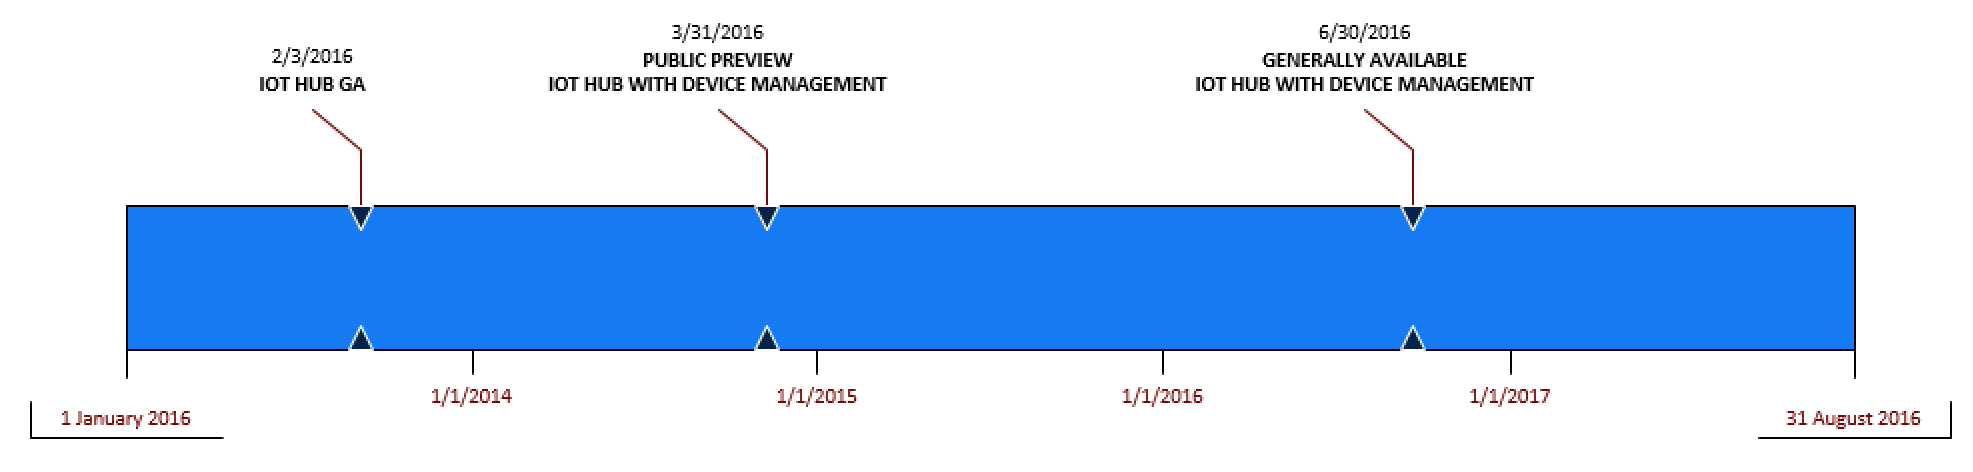 2/3/2016
IOT HUB GA
3/31/2016
PUBLIC PREVIEW
IOT HUB WITH DEVICE MANAGEMENT
6/30/2016
GENERALLY AVAILABLE
IOT HUB WITH DEVICE MANAGEMENT
1 January 2016
1/1/2014
1/1/2015
1/1/2016
1/1/2017
31 August 2016